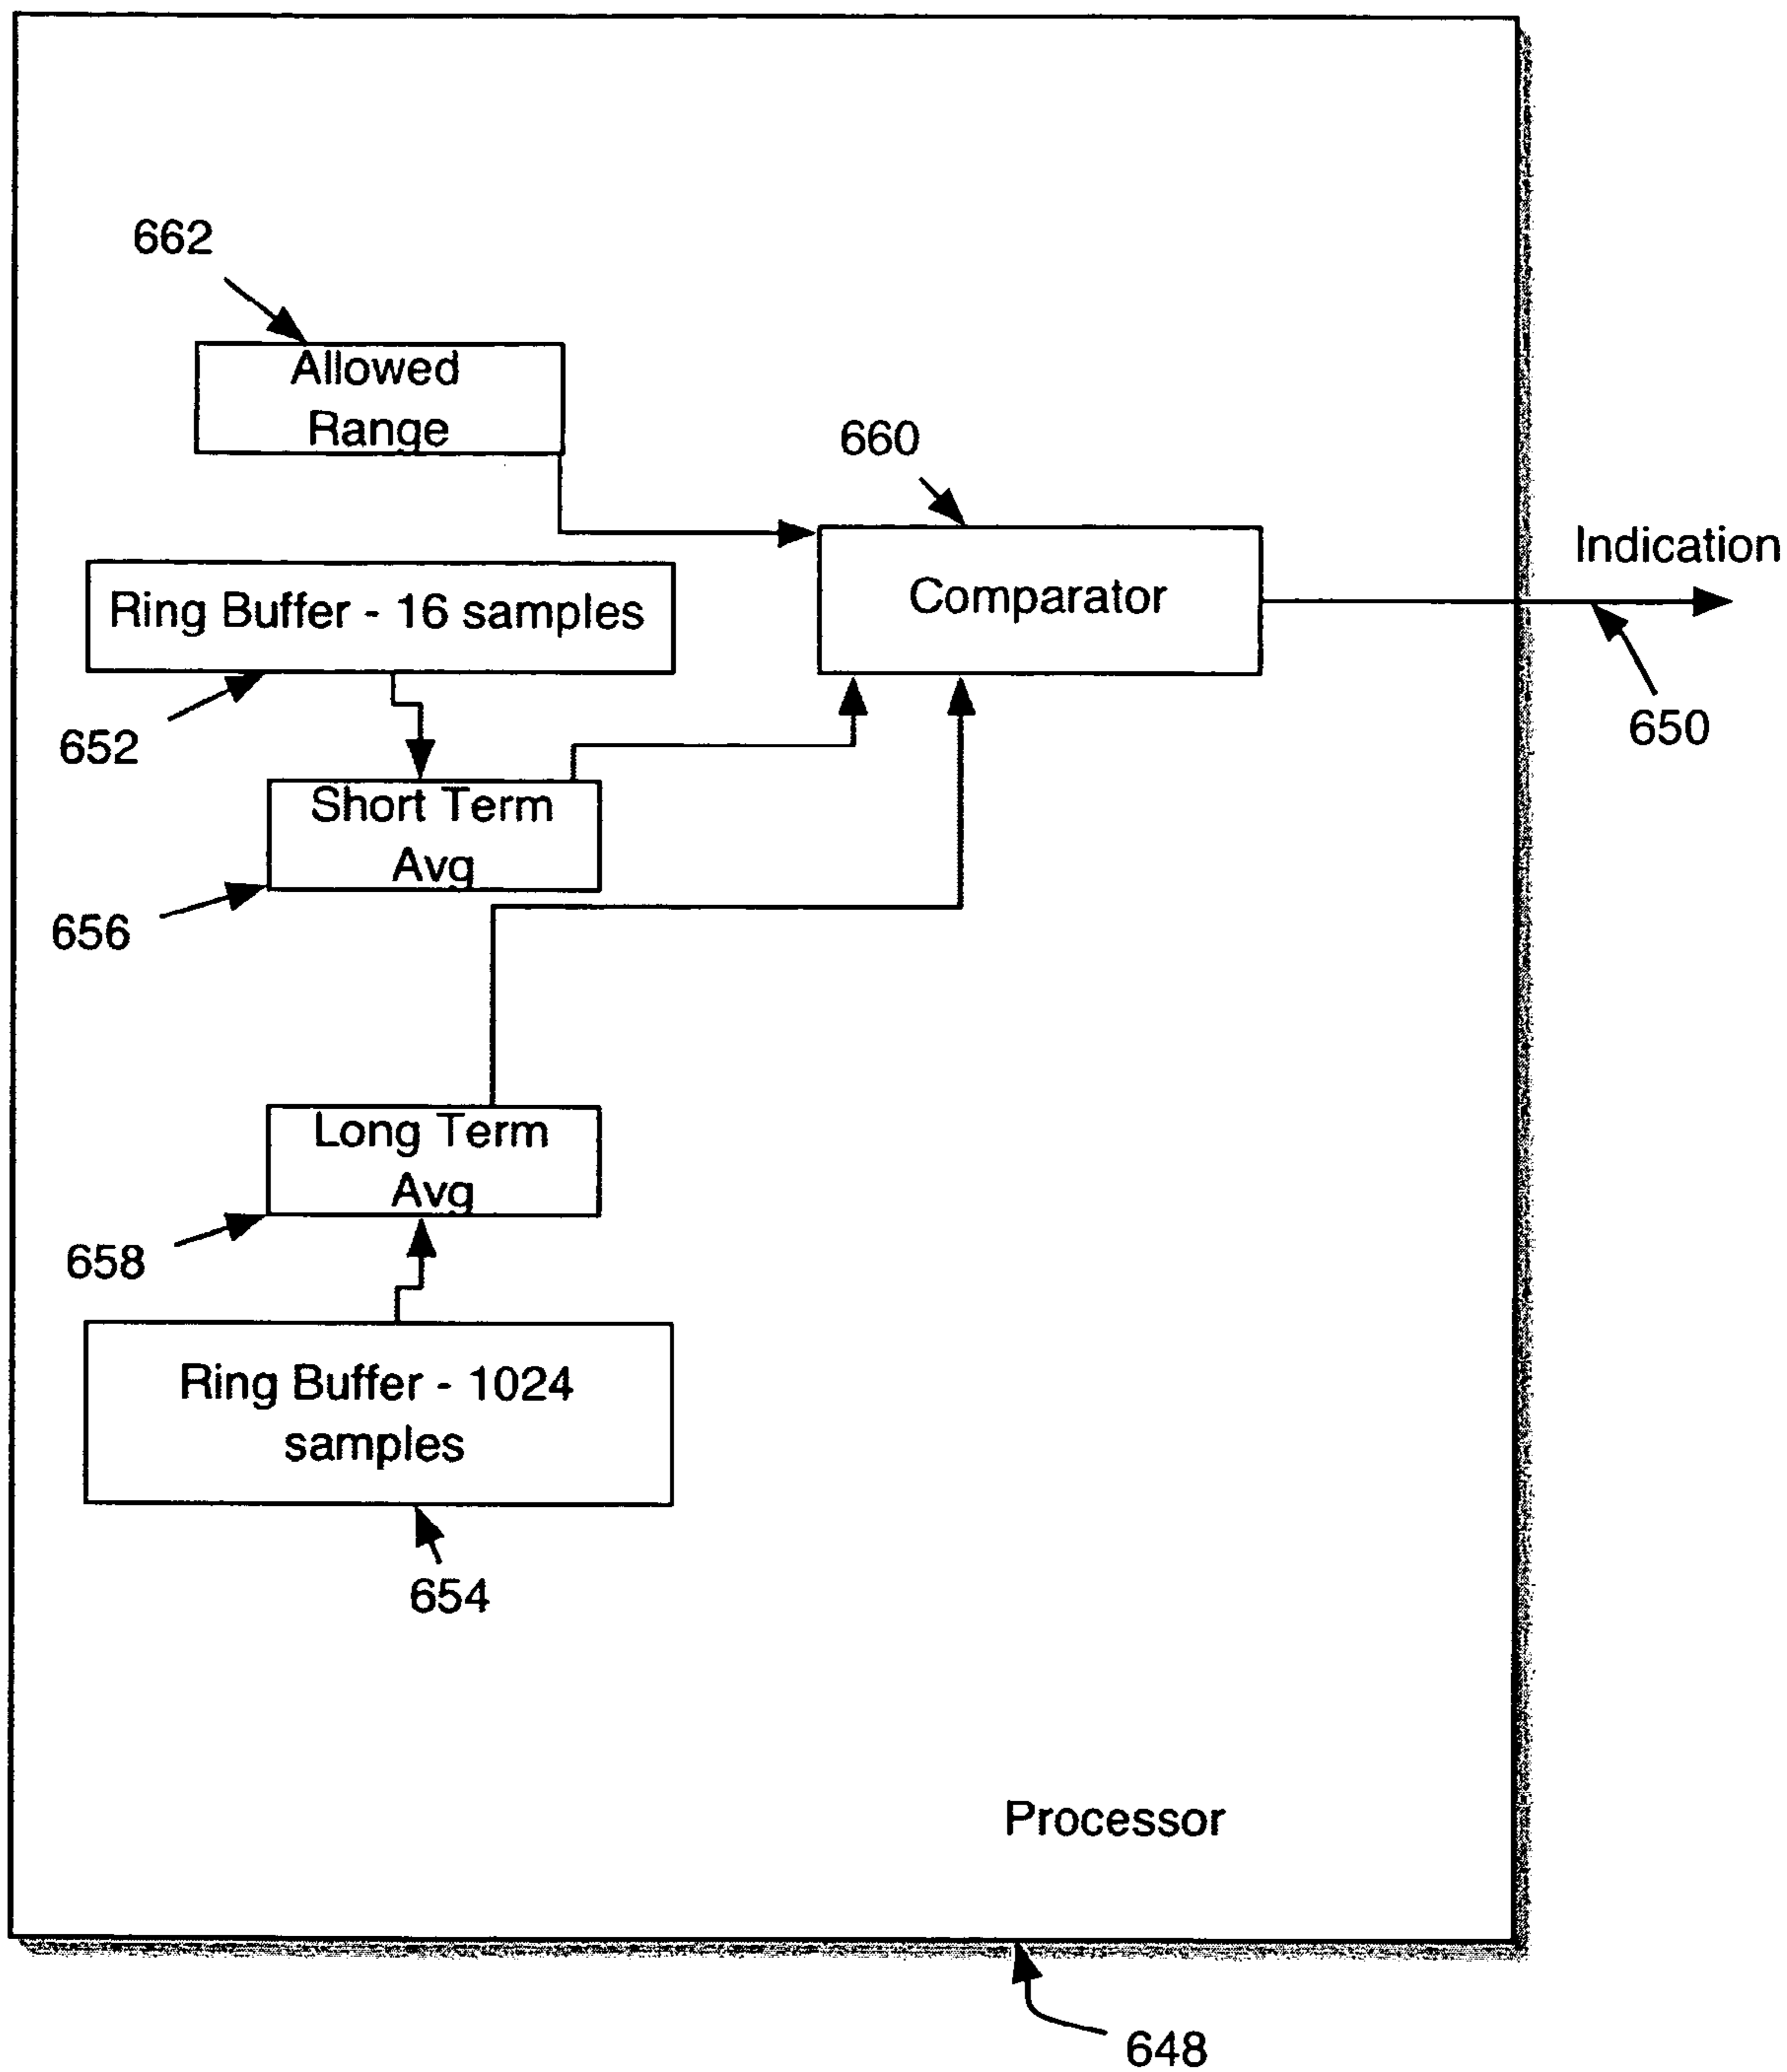 662
Allowed
Range
660
Indication
Comparator
Ring Buffer - 16 samples
650
652
Short Term
Avg
656
Long Term
Avg
658
Ring Buffer - 1024
samples
654
Processor
648